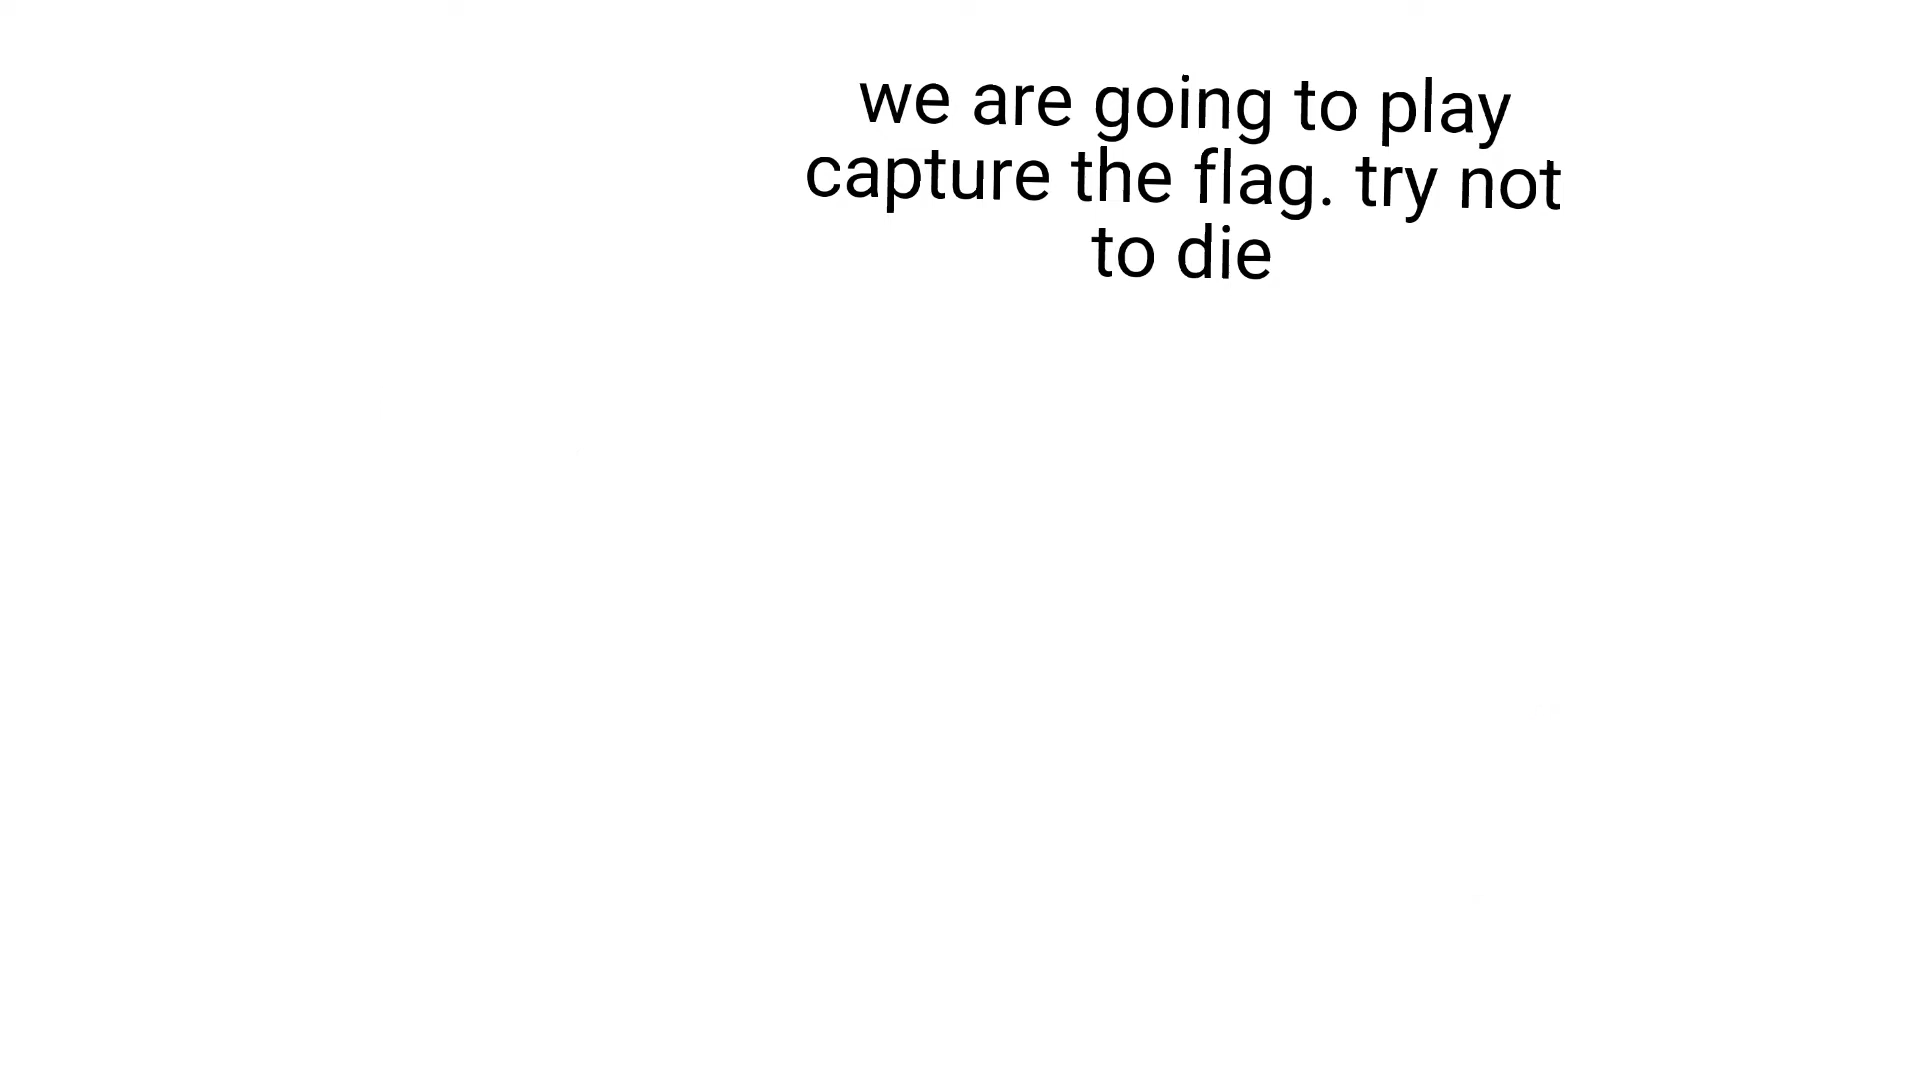 we are going to play
capture the flag. try not
to die